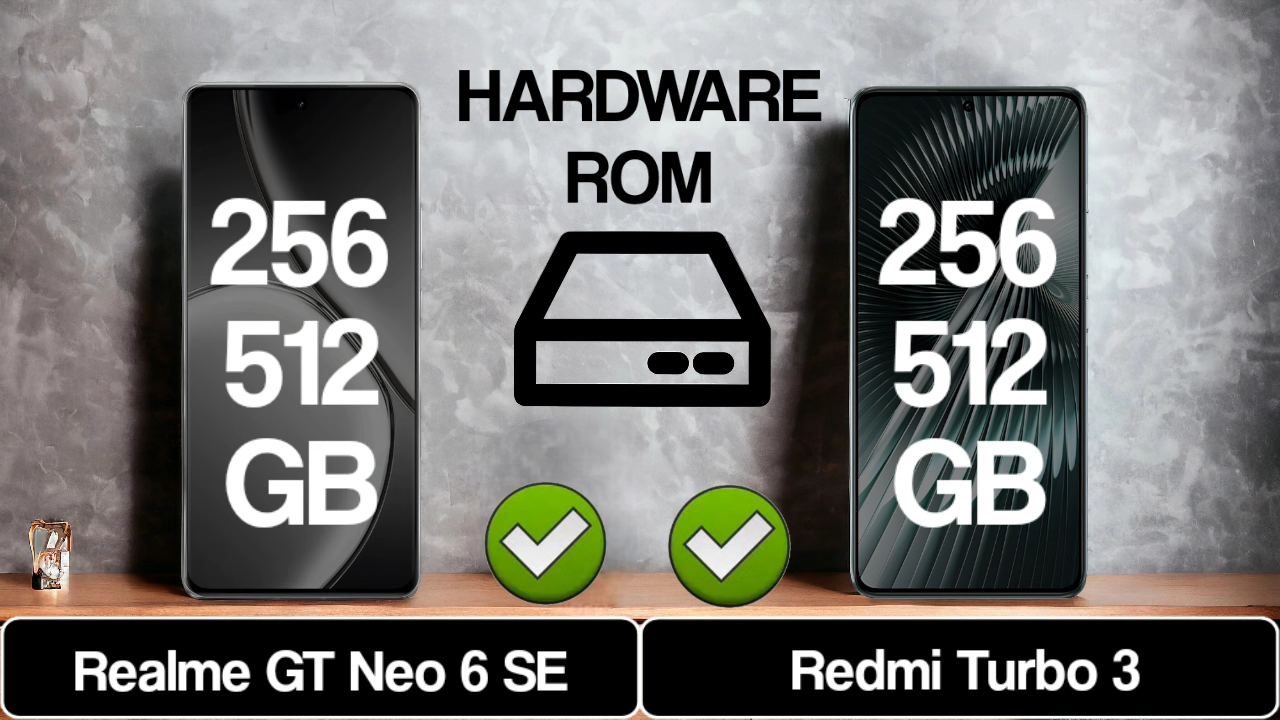 HARDWARE
ROM
256
512
GB
256
512
GB
Realme GT Neo 6 SE
Redmi Turbo 3